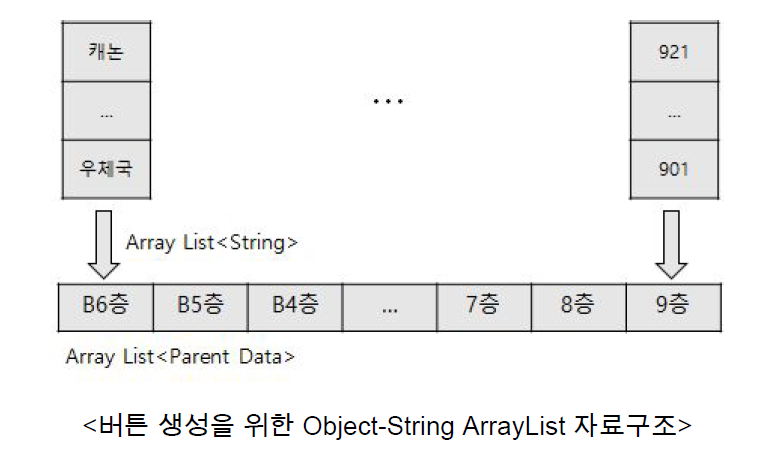 캐논
...
우체국
...
921
...
901
Array List<String>
B6층 B5층 B4층 ... 7층 8층 9층
Array List<Parent Data>
<버튼 생성을 위한 Object-String ArrayList 자료구조>